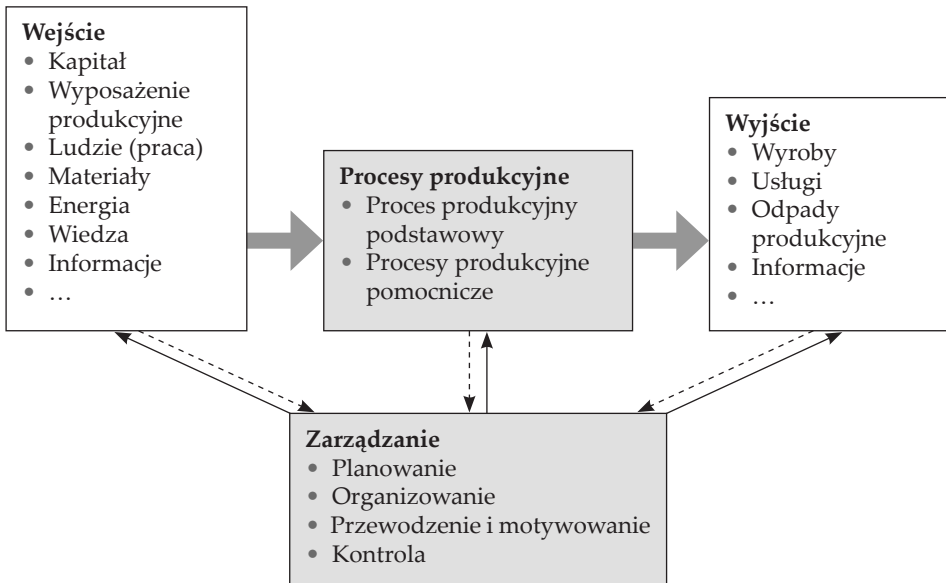 Wejście
• Kapitał
• Wyposażenie
produkcyjne
• Ludzie (praca)
• Materiały
• Energia
• Wiedza
• Informacje
• …
Procesy produkcyjne
• Proces produkcyjny
podstawowy
• Procesy produkcyjne
pomocnicze
Wyjście
• Wyroby
• Usługi
• Odpady
produkcyjne
• Informacje
• …
Zarządzanie
• Planowanie
• Organizowanie
• Przewodzenie i motywowanie
• Kontrola